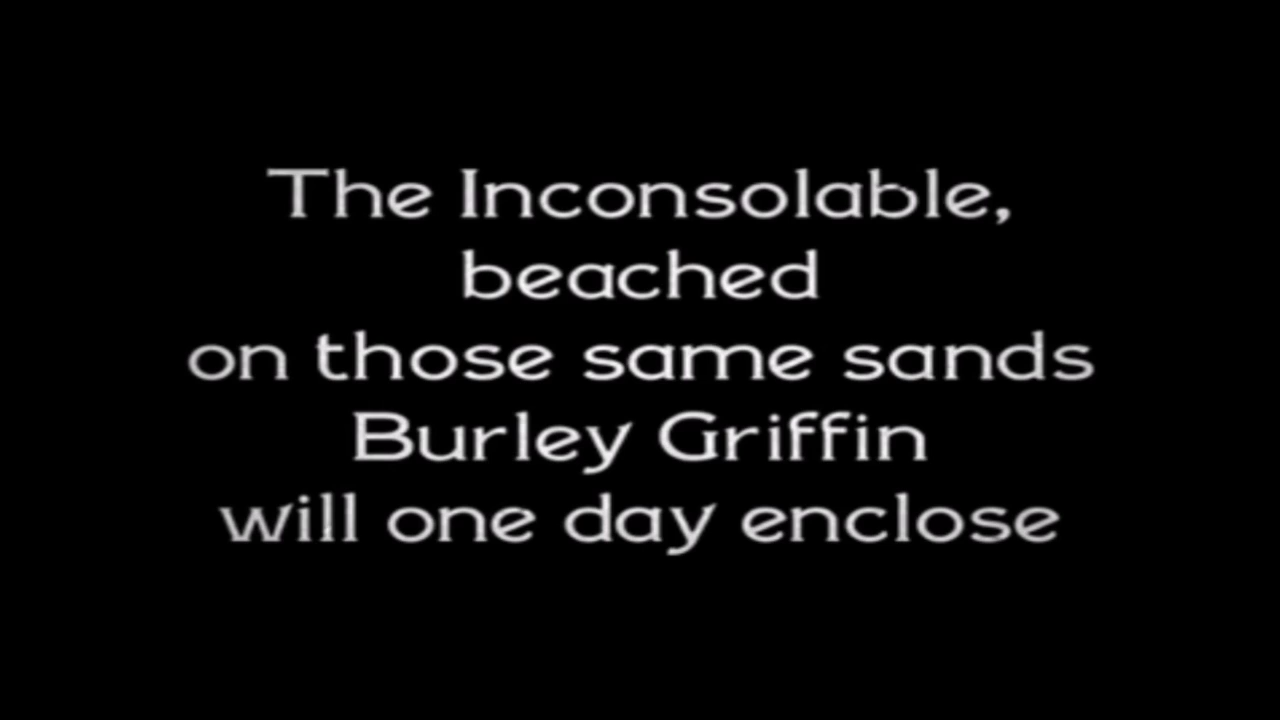 The Inconsolable,
beached
on those same sands
Burley Griffin
will one day enclose